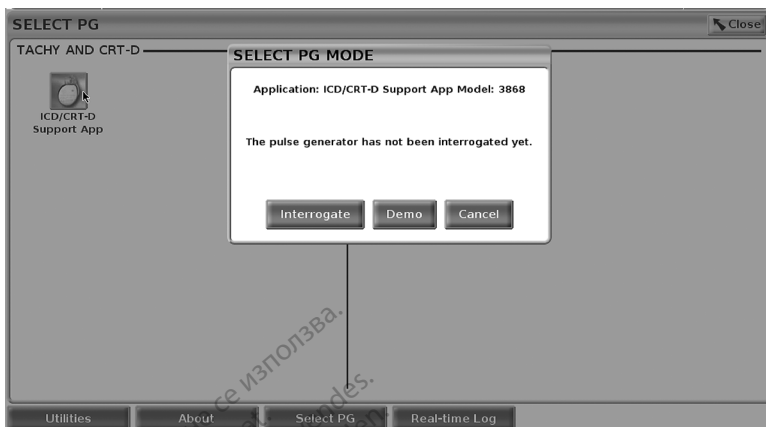 SELECT PG
Close
TACHY AND CRT-D
ICD/CRT-D
Support App
SELECT PG MODE
Application: ICD/CRT-D Support App Model: 3868
The pulse generator has not been interrogated yet.
Interrogate
Demo
Cancel
се използва.
Utilities
About
Select PG
Real-time Log